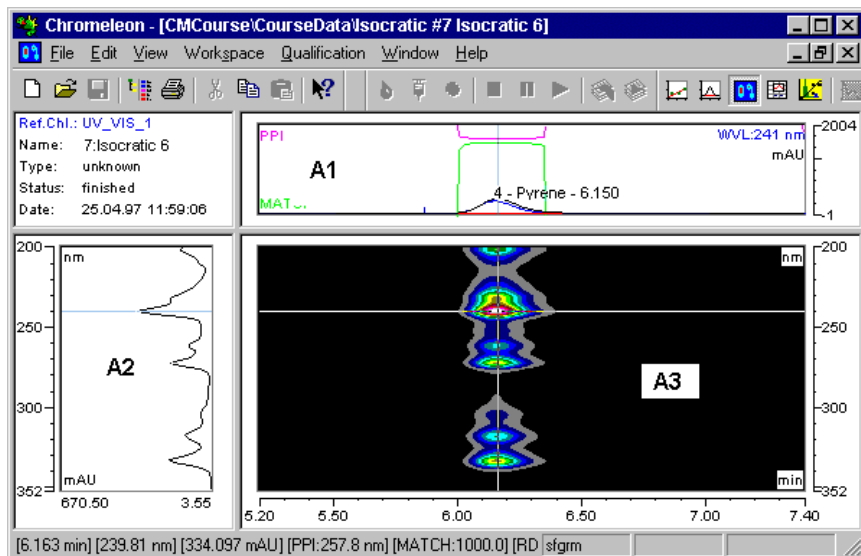 Chromeleon - [CMCourse\CourseData\Isocratic #7 Isocratic 6]
File Edit View Workspace Qualification Window Help
Ref.Chl.: UV_VIS_1
Name: 7:Isocratic 6
Type: unknown
Status: finished
Date: 25.04.97 11:59:06
PPI
A1
WVL:241 nm
2004
mAU
4 - Pyrene - 6.150
-1
200
nm
250
A2
300
mAU
352
670.50 3.55
nm
200
250
A3
300
min
352
5.20 5.50 6.00 6.50 7.00 7.40
[6.163 min] [239.81 nm] [334.097 mAU] [PPI:257.8 nm] [MATCH:1000.0] [RD sfgrm